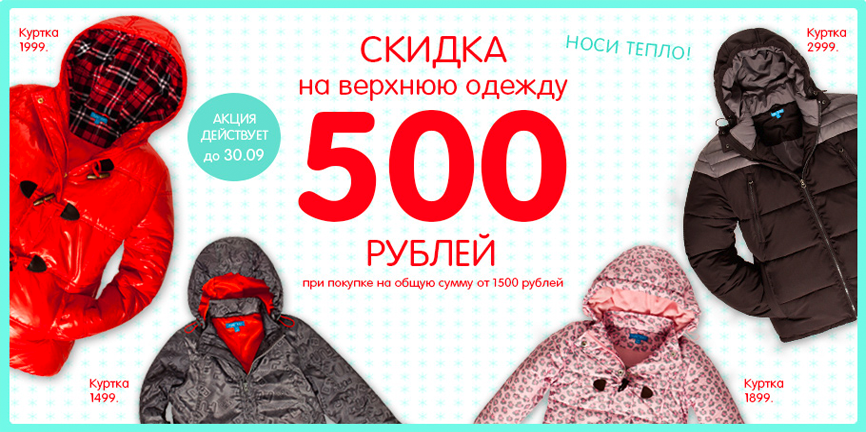 Куртка
1999.
СКИДКА
на верхнюю одежду
500
РУБЛЕЙ
при покупке на общую сумму от 1500 рублей
НОСИ ТЕПЛО!
Куртка
2999.
АКЦИЯ
ДЕЙСТВУЕТ
до 30.09
Куртка
1499.
Куртка
1899.